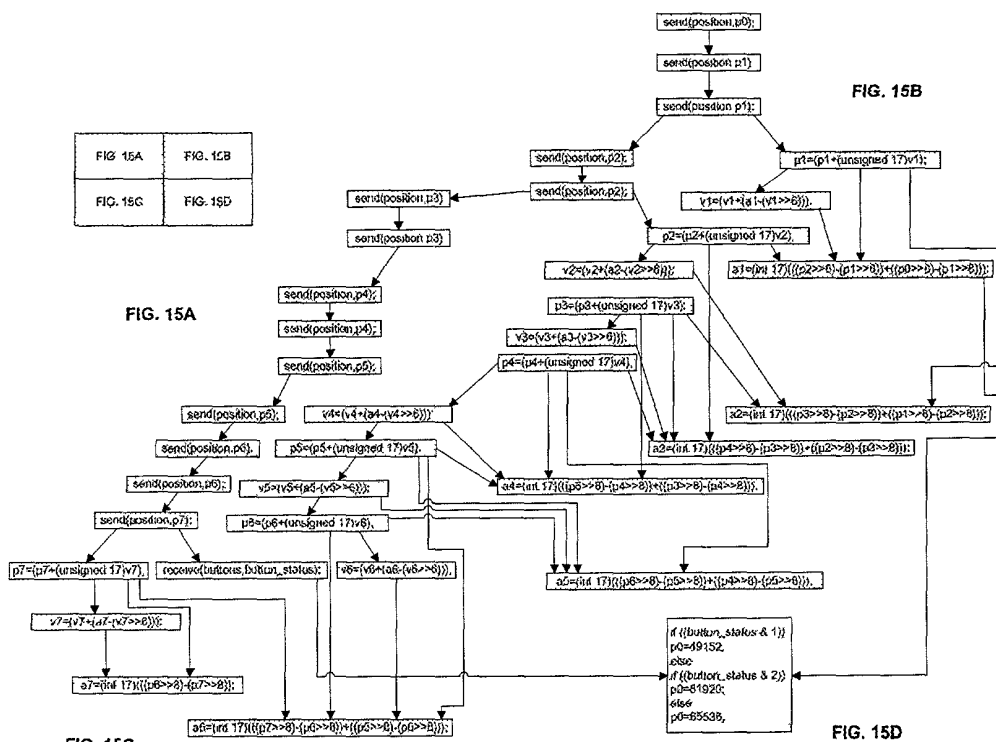 send(position,p0);
send(position p1)
send(position p1);
FIG. 15B
FIG 15A
FIG. 15B
FIG. 15C
FIG. 15D
send(position,p2);
p1=(p1+(unsigned 17)v1);
send(position,p2);
send(position,p3)
v1=(v1+(a1-(v1>>6))),
send(position p3)
p2=(p2+(unsigned 17)v2),
v2=(v2+(a2-(v2>>6)));
a1=(int 17)(((p2>>8)-(p1>>8))+((p0>>8)-(p1>>8)));
send(position,p4);
FIG. 15A
p3=(p3+(unsigned 17)v3);
send(position,p4);
v3=(v3+(a3-(v3>>6)));
send(position,p5);
p4=(p4+(unsigned 17)v4),
send(position,p5);
v4=(v4+(a4-(v4>>6)))
a2=(int 17)(((p3>>8)-(p2>>8))+((p1>>8)-(p2>>8)));
send(position,p6),
p5=(p5+(unsigned 17)v5),
a3=(int 17)(((p4>>8)-(p3>>8))+((p2>>8)-(p3>>8)));
send(position,p6);
v5=(v5+(a5-(v5>>6)));
a4=(int 17)(((p5>>8)-(p4>>8))+((p3>>8)-(p4>>8))),
send(position,p7);
p6=(p6+(unsigned 17)v6),
p7=(p7+(unsigned 17)v7),
receive(buttons,button_status);
v6=(v6+(a6-(v6>>6))),
a5=(int 17)(((p6>>8)-(p5>>8))+((p4>>8)-(p5>>8))),
v7=(v7+(a7-(v7>>6)));
if ((button_status & 1))
p0=49152,
else
if ((button_status & 2))
p0=81920;
else
p0=65536,
a7=(int 17)(((p6>>8)-(p7>>8));
a6=(int 17)(((p7>>8)-(p6>>8))+((p5>>8)-(p6>>8)));
FIG. 15C
FIG. 15D